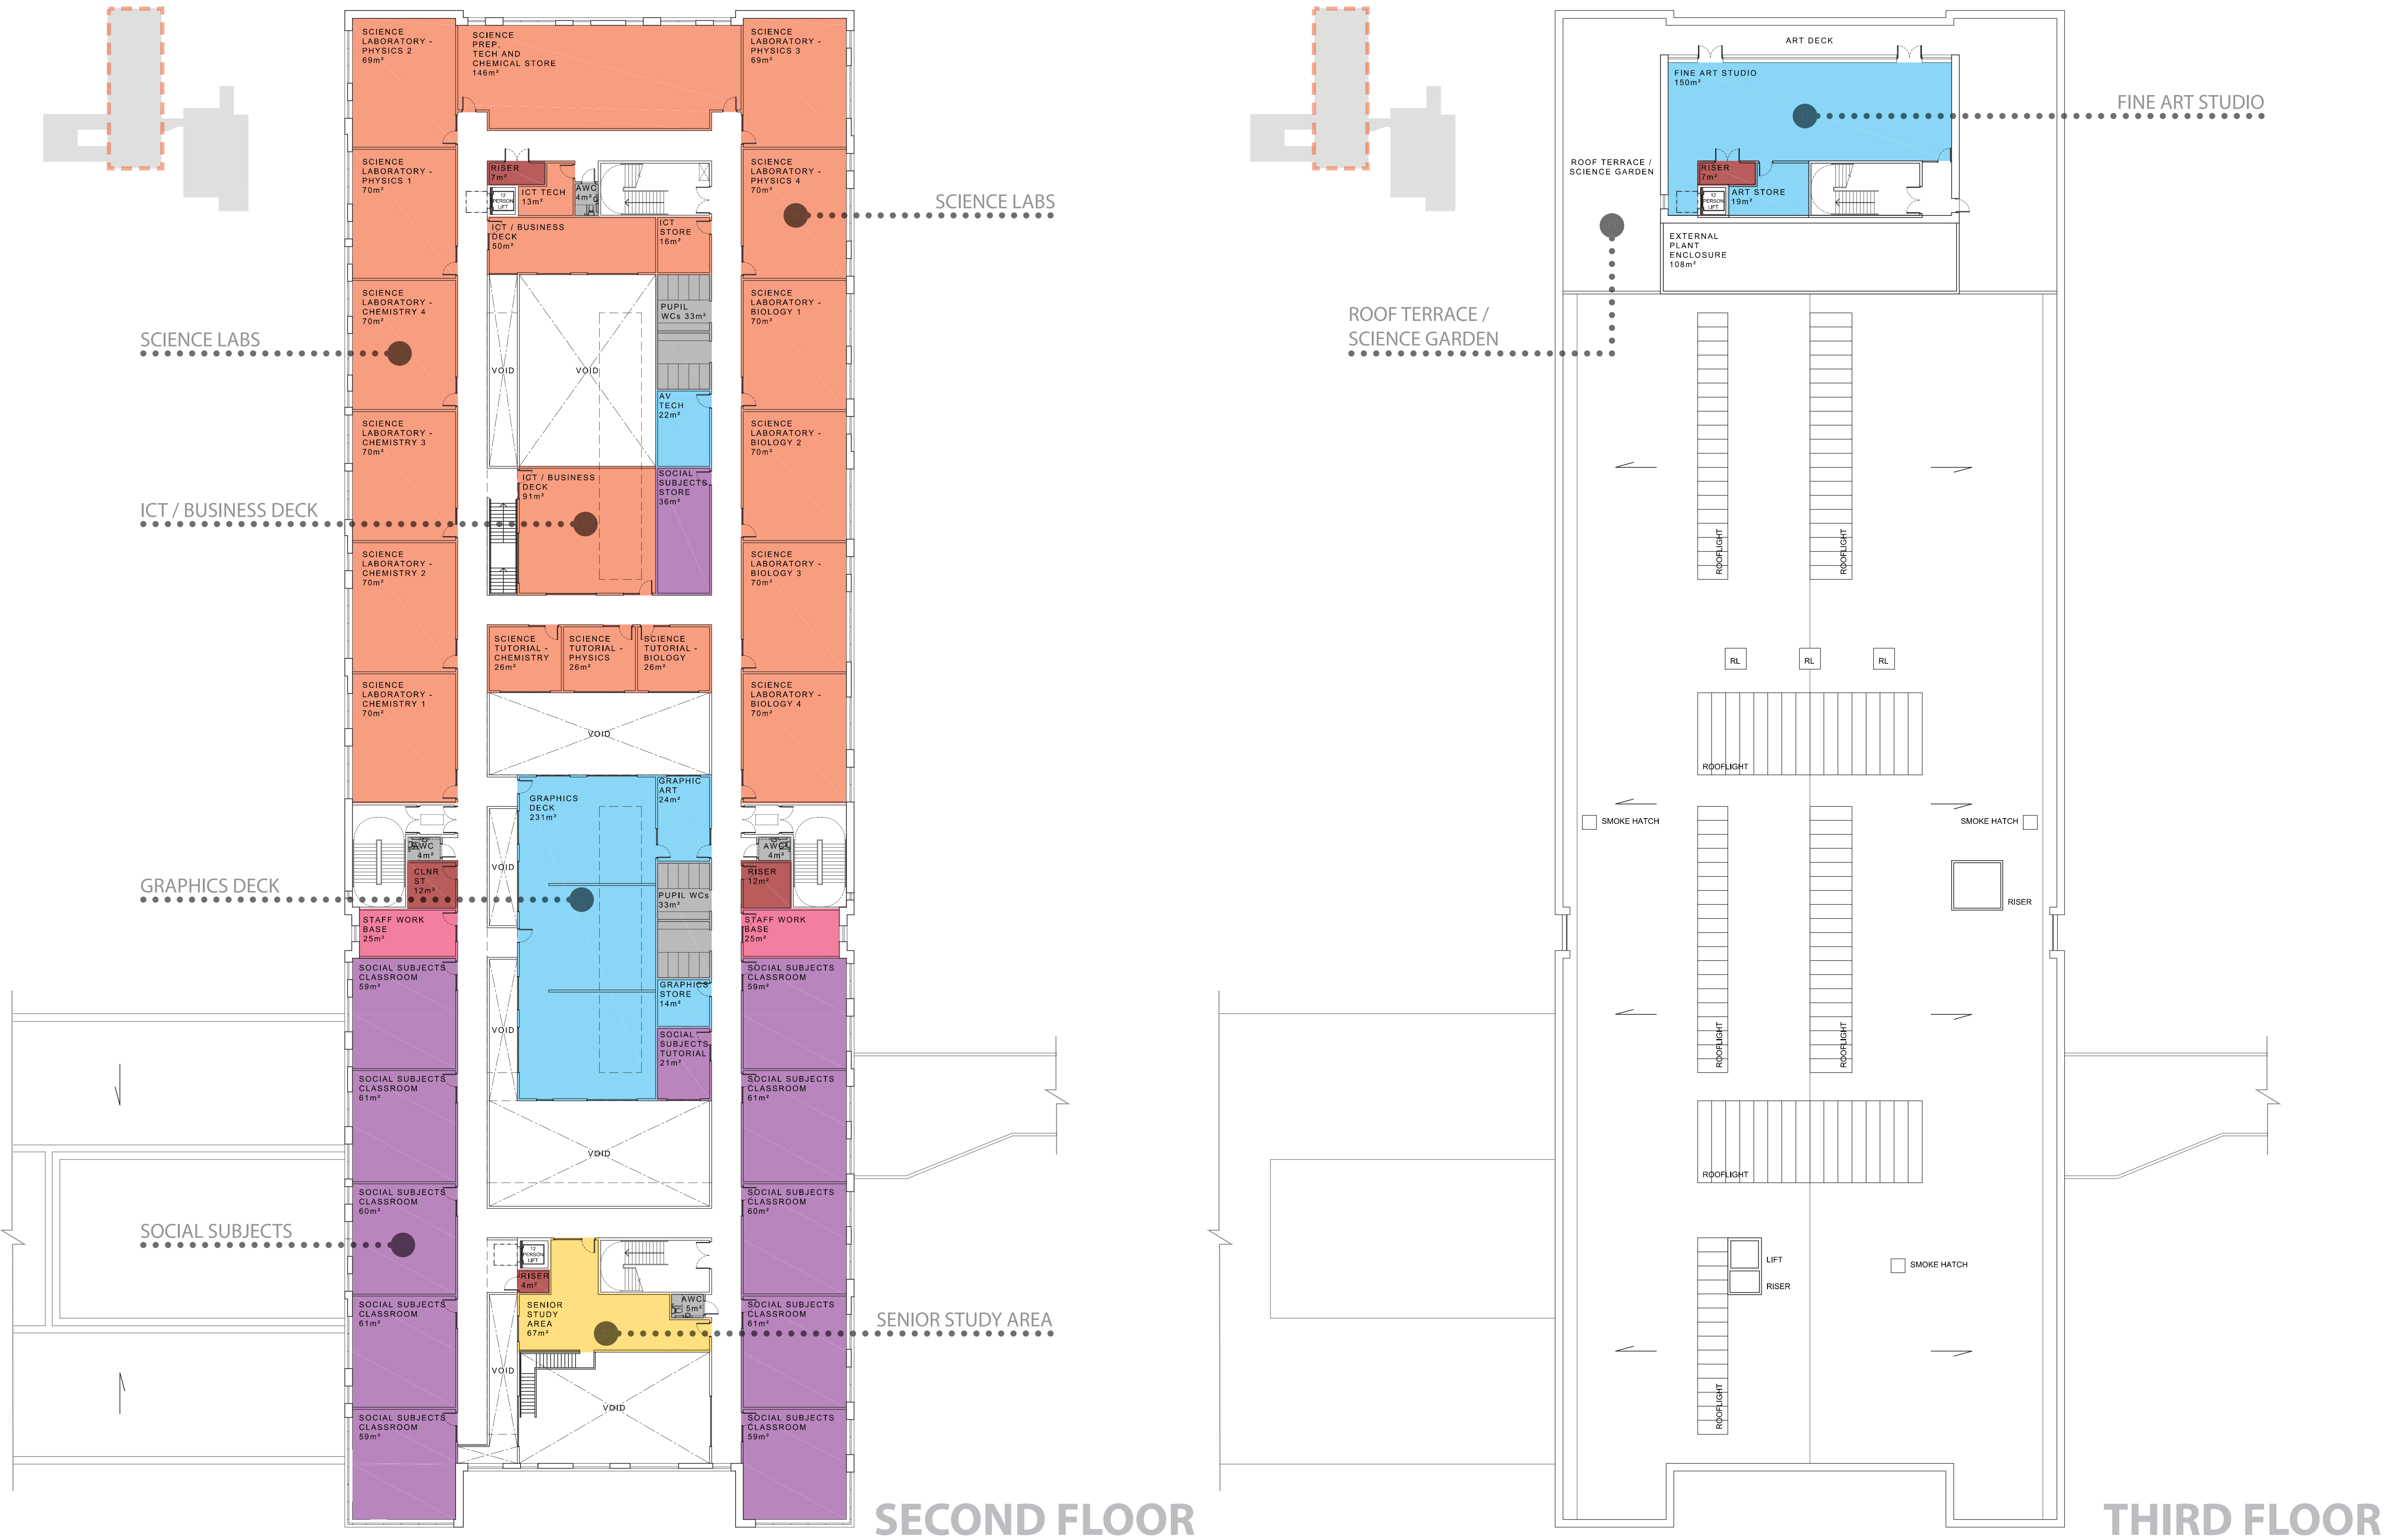 SCIENCE
LABORATORY -
PHYSICS 2
69m²
SCIENCE
PREP,
TECH AND
CHEMICAL STORE
146m²
SCIENCE
LABORATORY -
PHYSICS 3
69m²
SCIENCE
LABORATORY -
PHYSICS 1
70m²
RISER
7m²
12
PERSON
LIFT
ICT TECH
13m²
AWC
4m²
SCIENCE
LABORATORY -
PHYSICS 4
70m²
SCIENCE LABS
ICT / BUSINESS
DECK
50m²
ICT
STORE
16m²
SCIENCE
LABORATORY -
CHEMISTRY 4
70m²
SCIENCE LABS
VOID
VOID
PUPIL
WCs 33m²
SCIENCE
LABORATORY -
BIOLOGY 1
70m²
AV
TECH
22m²
SCIENCE
LABORATORY -
CHEMISTRY 3
70m²
SCIENCE
LABORATORY -
BIOLOGY 2
70m²
ICT / BUSINESS
DECK
91m²
SOCIAL
SUBJECTS
STORE
36m²
ICT / BUSINESS DECK
SCIENCE
LABORATORY -
CHEMISTRY 2
70m²
SCIENCE
LABORATORY -
BIOLOGY 3
70m²
SCIENCE
TUTORIAL -
CHEMISTRY
26m²
SCIENCE
TUTORIAL -
PHYSICS
26m²
SCIENCE
TUTORIAL -
BIOLOGY
26m²
SCIENCE
LABORATORY -
CHEMISTRY 1
70m²
SCIENCE
LABORATORY -
BIOLOGY 4
70m²
VOID
GRAPHICS
DECK
231m²
GRAPHIC
ART
24m²
AWC
4m²
CLNR
ST
12m²
VOID
AWC
4m²
RISER
12m²
GRAPHICS DECK
PUPIL WCs
33m²
STAFF WORK
BASE
25m²
STAFF WORK
BASE
25m²
SOCIAL SUBJECTS
CLASSROOM
59m²
VOID
GRAPHICS
STORE
14m²
SOCIAL SUBJECTS
CLASSROOM
59m²
SOCIAL
SUBJECTS
TUTORIAL
21m²
SOCIAL SUBJECTS
CLASSROOM
61m²
SOCIAL SUBJECTS
CLASSROOM
61m²
VOID
SOCIAL SUBJECTS
CLASSROOM
60m²
SOCIAL SUBJECTS
CLASSROOM
60m²
SOCIAL SUBJECTS
12
PERSON
LIFT
RISER
4m²
SENIOR
STUDY
AREA
67m²
AWC
5m²
SOCIAL SUBJECTS
CLASSROOM
61m²
SOCIAL SUBJECTS
CLASSROOM
61m²
SENIOR STUDY AREA
VOID
VOID
SOCIAL SUBJECTS
CLASSROOM
59m²
SOCIAL SUBJECTS
CLASSROOM
59m²
SECOND FLOOR
ART DECK
FINE ART STUDIO
150m²
FINE ART STUDIO
ROOF TERRACE /
SCIENCE GARDEN
RISER
7m²
12
PERSON
LIFT
ART STORE
19m²
EXTERNAL
PLANT
ENCLOSURE
108m²
ROOF TERRACE /
SCIENCE GARDEN
ROOFLIGHT
ROOFLIGHT
RL
RL
RL
ROOFLIGHT
SMOKE HATCH
SMOKE HATCH
RISER
ROOFLIGHT
ROOFLIGHT
ROOFLIGHT
LIFT
RISER
SMOKE HATCH
ROOFLIGHT
THIRD FLOOR